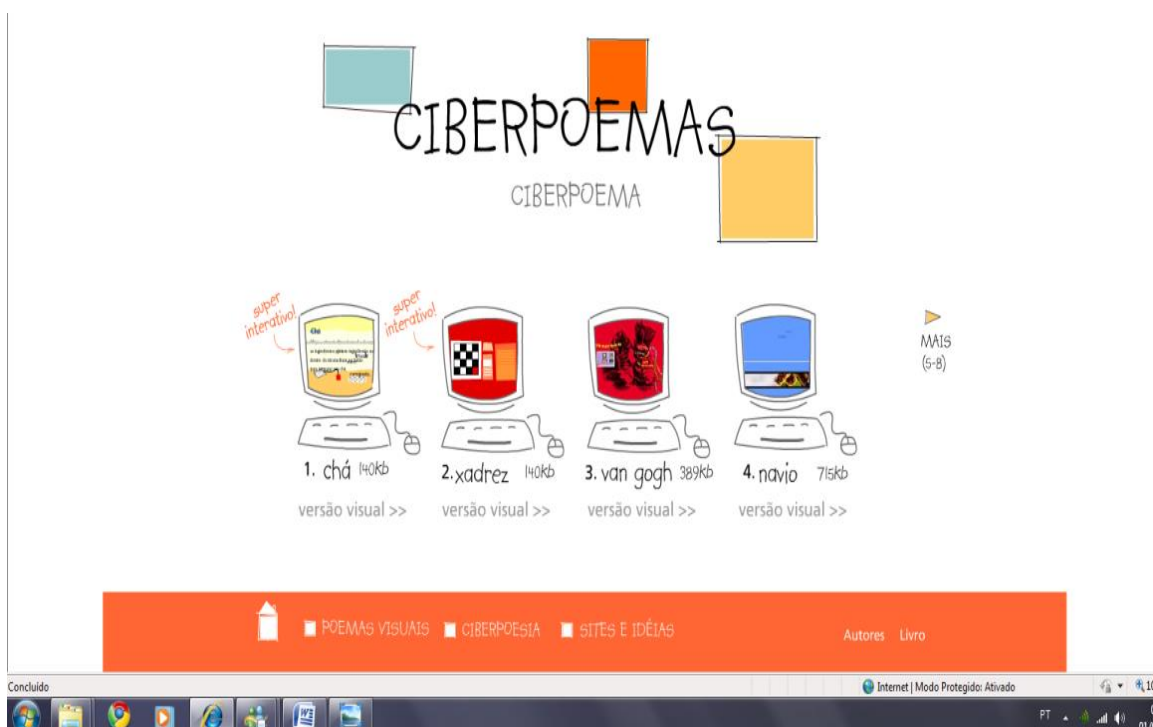 CIBERPOEMAS
CIBERPOEMA
super interativo!
super interativo!
Chá
MAIS
(5-8)
1. chá 140kb
2. xadrez 140kb
3. van gogh 389kb
4. navio 715kb
versão visual >>
versão visual >>
versão visual >>
versão visual >>
POEMAS VISUAIS
CIBERPOESIA
SITES E IDÉIAS
Autores
Livro
Concluído
Internet | Modo Protegido: Ativado
PT